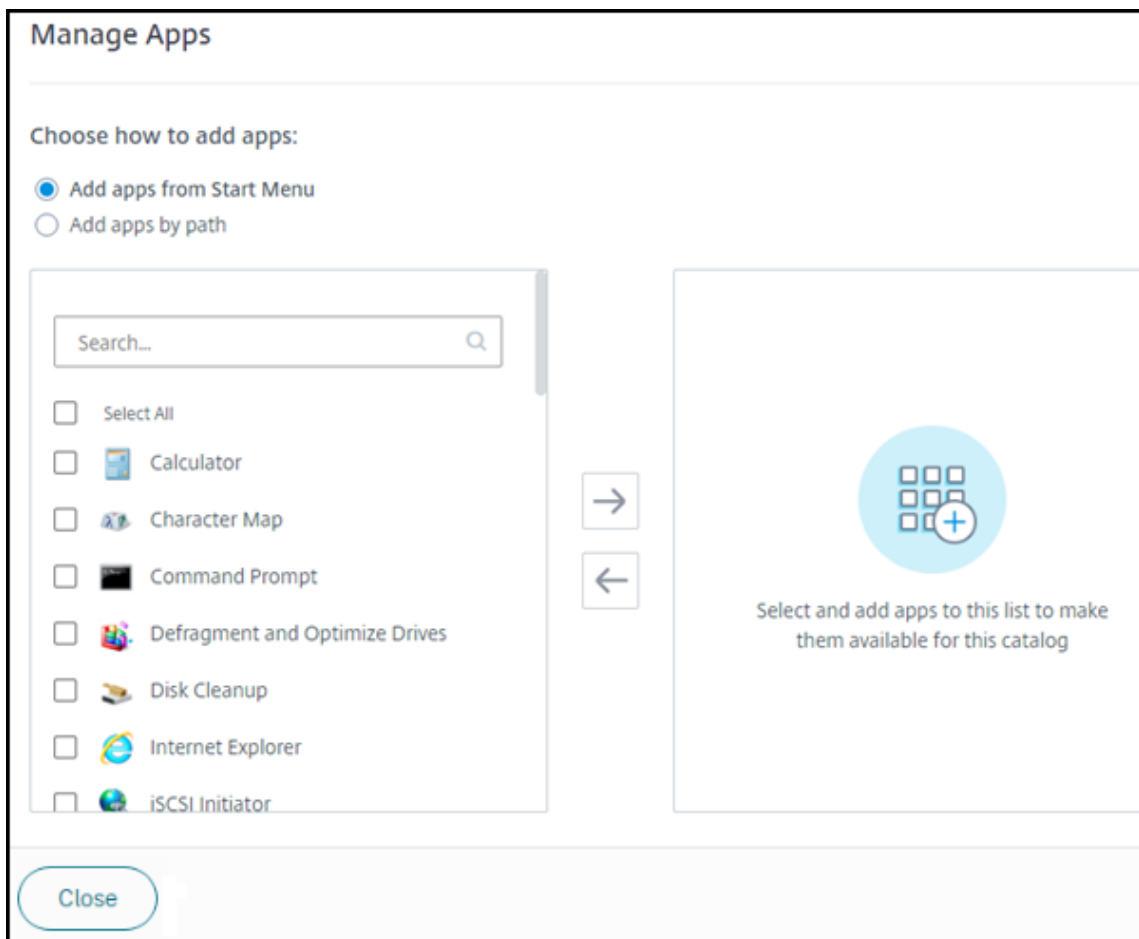 Manage Apps
Choose how to add apps:
Add apps from Start Menu
Add apps by path
Search...
Select All
Calculator
Character Map
Command Prompt
Defragment and Optimize Drives
Disk Cleanup
Internet Explorer
iSCSI Initiator
Select and add apps to this list to make
them available for this catalog
Close